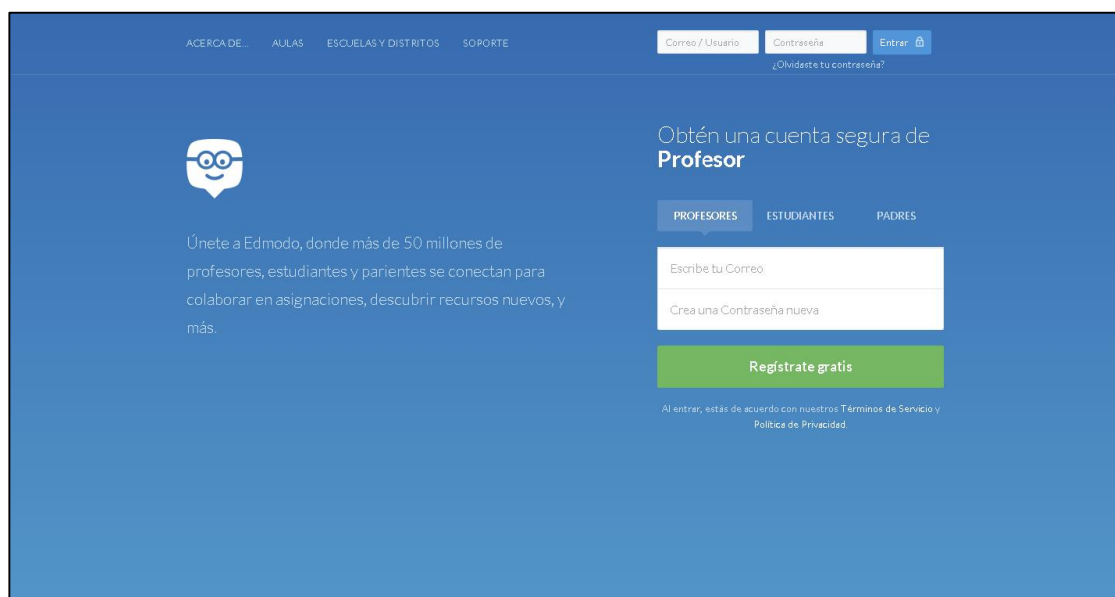 ACERCA DE... AULAS ESCUELAS Y DISTRITOS SOPORTE
Correo / Usuario Contraseña Entrar
¿Olvidaste tu contraseña?
Obtén una cuenta segura de
Profesor
PROFESORES ESTUDIANTES PADRES
Escribe tu Correo
Crea una Contraseña nueva
Regístrate gratis
Al entrar, estás de acuerdo con nuestros Términos de Servicio y
Política de Privacidad.
Únete a Edmodo, donde más de 50 millones de
profesores, estudiantes y parientes se conectan para
colaborar en asignaciones, descubrir recursos nuevos, y
más.